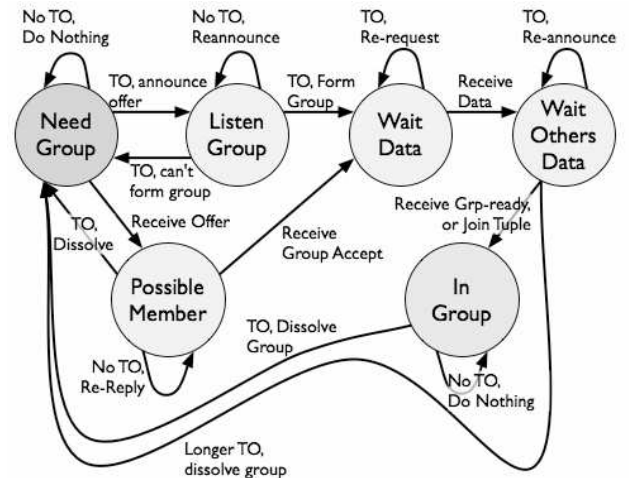 No TO,
Do Nothing
No TO,
Reannounce
TO,
Re-request
TO,
Re-announce
TO, announce
offer
TO, Form
Group
Receive
Data
Need
Group
Listen
Group
Wait
Data
Wait
Others
Data
TO, can't
form group
TO,
Dissolve
Receive Offer
Receive
Group Accept
Receive Grp-ready,
or Join Tuple
Possible
Member
In
Group
TO, Dissolve
Group
No TO,
Re-Reply
No TO,
Do Nothing
Longer TO,
dissolve group